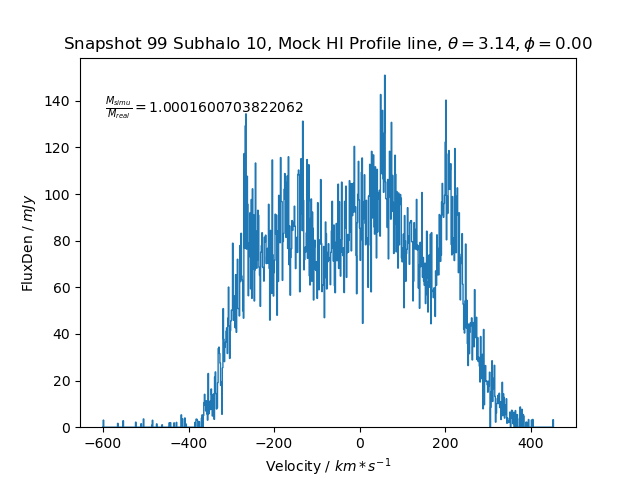 Snapshot 99 Subhalo 10, Mock HI Profile line, θ = 3.14, ϕ = 0.00
M_simu/M_real = 1.0001600703822062
140
120
100
80
60
40
20
0
FluxDen / mJy
−600 −400 −200 0 200 400
Velocity / km * s^−1